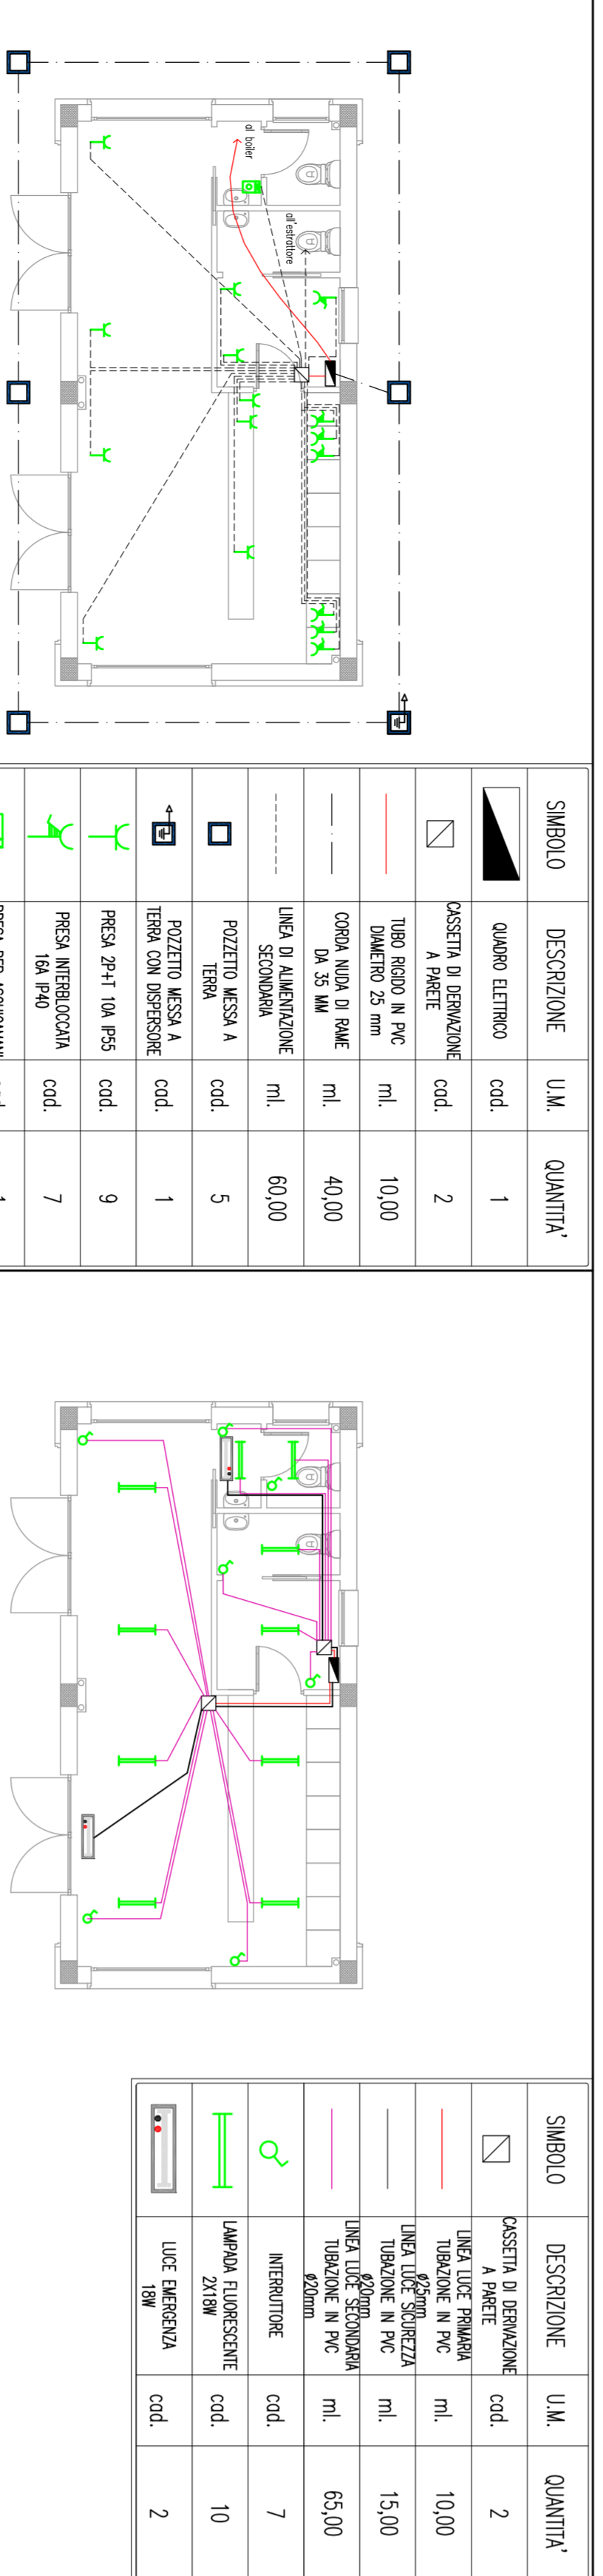 al boiler
all'estrattore
SIMBOLO DESCRIZIONE U.M. QUANTITA'
QUADRO ELETTRICO cad. 1
CASSETTA DI DERIVAZIONE
A PARETE cad. 2
TUBO RIGIDO IN PVC
DIAMETRO 25 mm ml. 10,00
CORDA NUDA DI RAME
DA 35 MM ml. 40,00
LINEA DI ALIMENTAZIONE
SECONDARIA ml. 60,00
POZZETTO MESSA A
TERRA cad. 5
POZZETTO MESSA A
TERRA CON DISPERSORE cad. 1
PRESA 2P+T 10A IP55 cad. 9
PRESA INTERBLOCCATA
16A IP40 cad. 7
SIMBOLO DESCRIZIONE U.M. QUANTITA'
CASSETTA DI DERIVAZIONE
A PARETE cad. 2
LINEA LUCE PRIMARIA
TUBAZIONE IN PVC
ø25mm ml. 10,00
LINEA LUCE SICUREZZA
TUBAZIONE IN PVC
ø20mm ml. 15,00
LINEA LUCE SECONDARIA
TUBAZIONE IN PVC
ø20mm ml. 65,00
INTERRUTTORE cad. 7
LAMPADA FLUORESCENTE
2X18W cad. 10
LUCE EMERGENZA
18W cad. 2